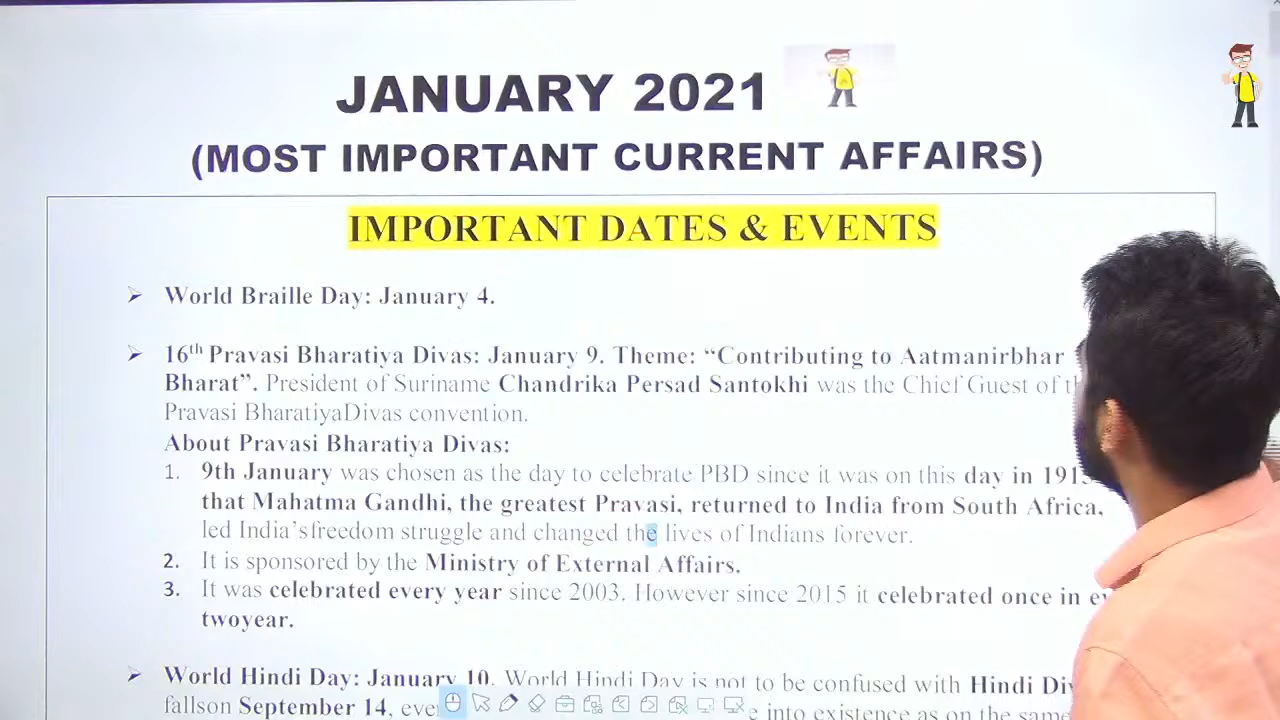 JANUARY 2021
(MOST IMPORTANT CURRENT AFFAIRS)
IMPORTANT DATES & EVENTS
➢ World Braille Day: January 4.
➢ 16th Pravasi Bharatiya Divas: January 9. Theme: “Contributing to Aatmanirbhar
Bharat”. President of Suriname Chandrika Persad Santokhi was the Chief Guest of
Pravasi BharatiyaDivas convention.
About Pravasi Bharatiya Divas:
1. 9th January was chosen as the day to celebrate PBD since it was on this day in
that Mahatma Gandhi, the greatest Pravasi, returned to India from South Africa,
led India’sfreedom struggle and changed the lives of Indians forever.
2. It is sponsored by the Ministry of External Affairs.
3. It was celebrated every year since 2003. However since 2015 it celebrated once in
twoyear.
➢ World Hindi Day: January 10. World Hindi Day is not to be confused with Hindi
fallson September 14, into existence as on the same